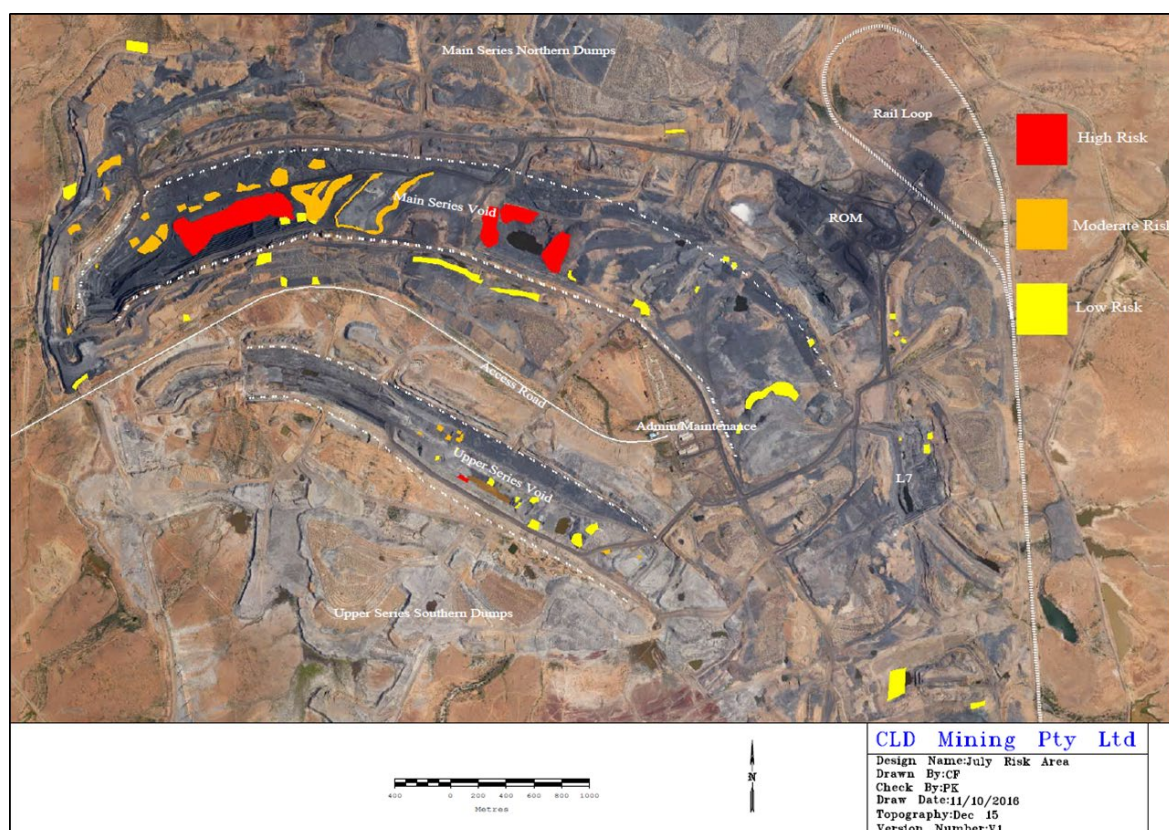 Main Series Northern Dumps
Rail Loop
High Risk
Main Series Void
ROM
Moderate Risk
Low Risk
Access Road
Admin/Maintenance
Upper Series Void
L7
Upper Series Southern Dumps
400 0 200 400 600 800 1000
Metres
N
CLD Mining Pty Ltd
Design Name:July Risk Area
Drawn By:CF
Check By:PK
Draw Date:11/10/2016
Topography:Dec 15
Version Number:V1